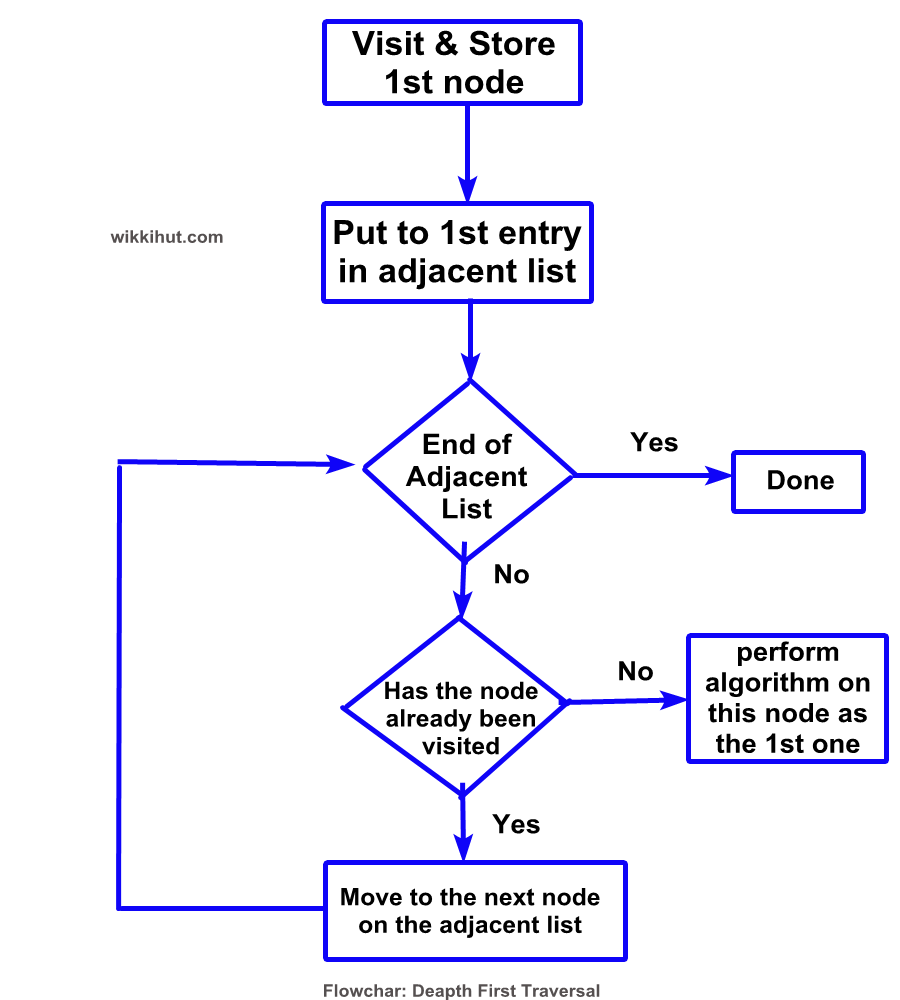 Visit & Store
1st node
wikkihut.com
Put to 1st entry
in adjacent list
End of
Adjacent
List
Yes
Done
No
Has the node
already been
visited
No
perform
algorithm on
this node as
the 1st one
Yes
Move to the next node
on the adjacent list
Flowchar: Deapth First Traversal